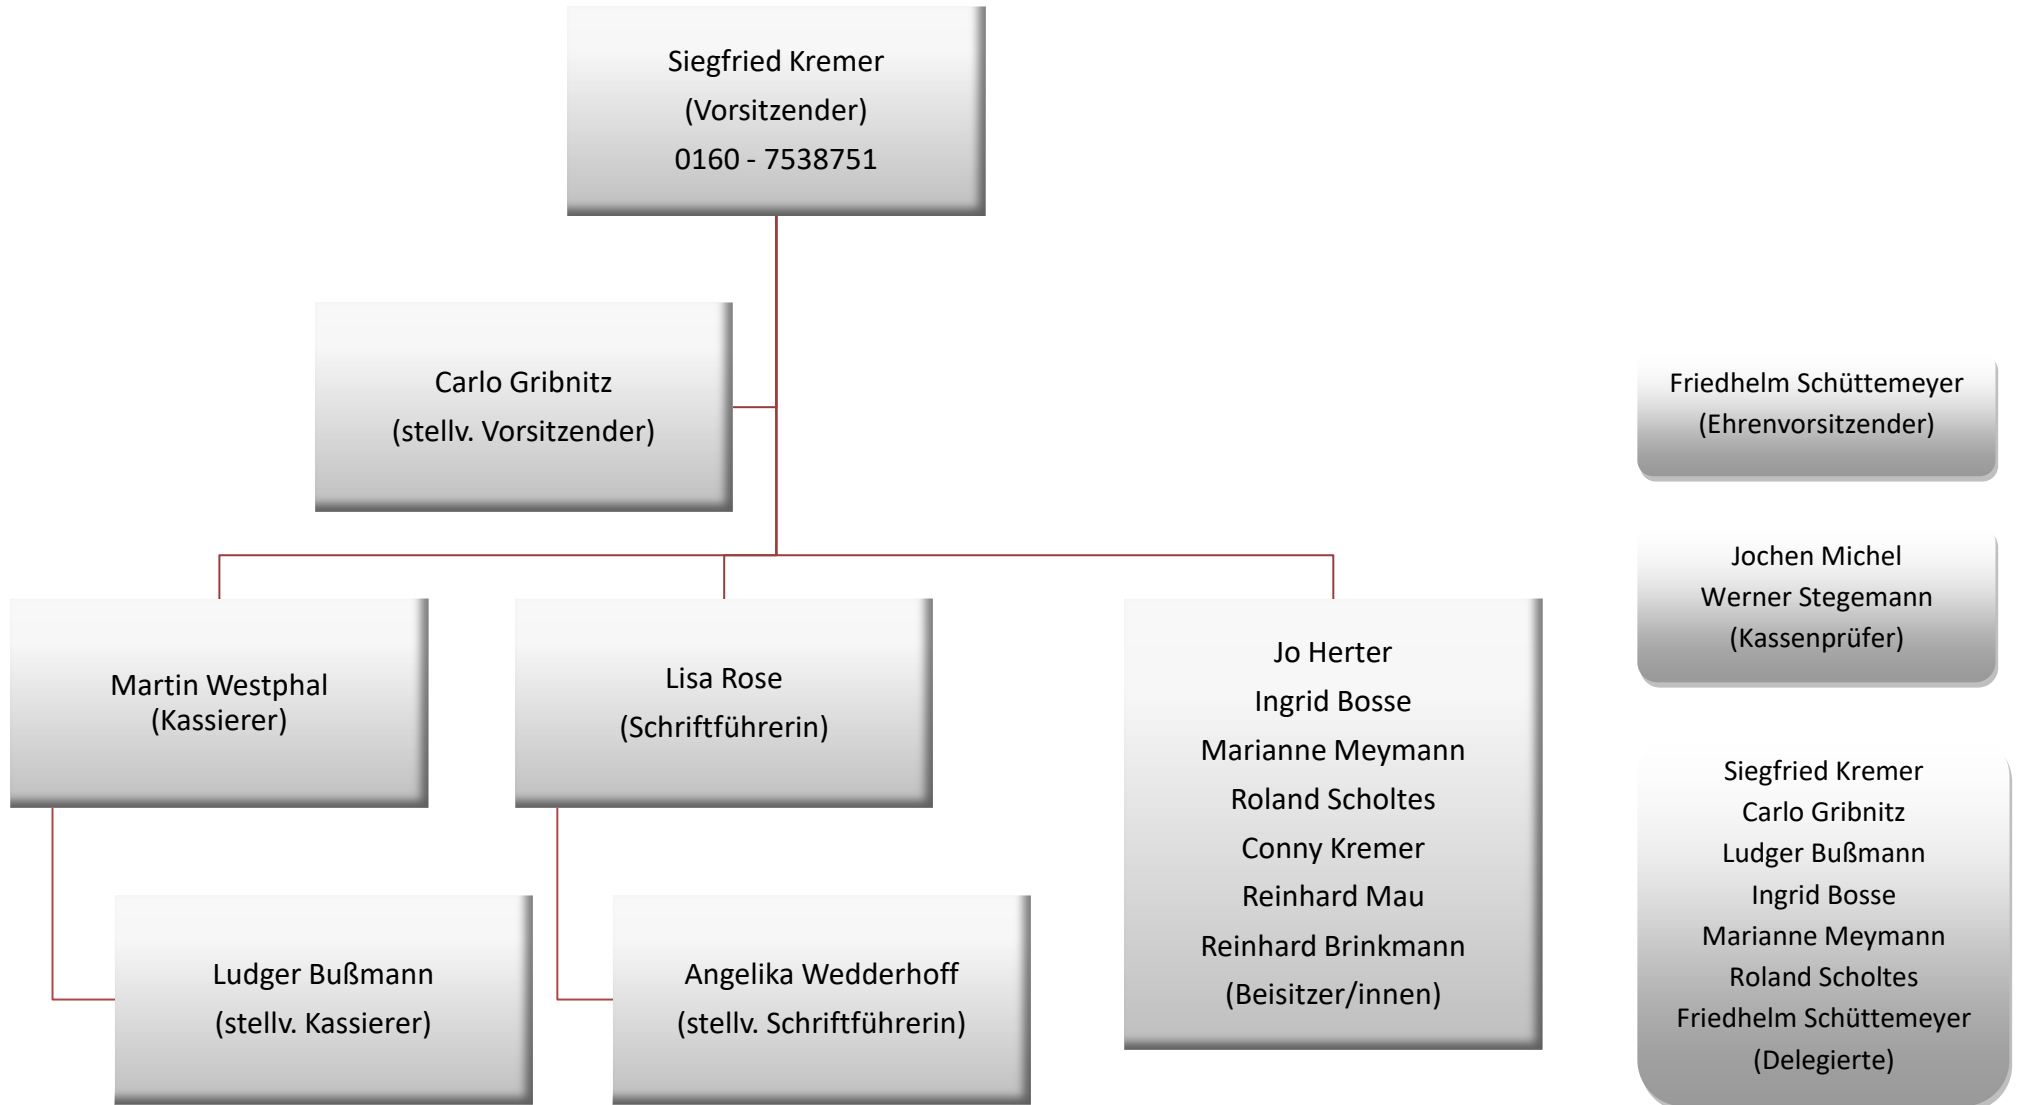 Siegfried Kremer
(Vorsitzender)
0160 - 7538751
Carlo Gribnitz
(stellv. Vorsitzender)
Martin Westphal
(Kassierer)
Ludger Bußmann
(stellv. Kassierer)
Lisa Rose
(Schriftführerin)
Angelika Wedderhoff
(stellv. Schriftführerin)
Jo Herter
Ingrid Bosse
Marianne Meymann
Roland Scholtes
Conny Kremer
Reinhard Mau
Reinhard Brinkmann
(Beisitzer/innen)
Friedhelm Schüttemeyer
(Ehrenvorsitzender)
Jochen Michel
Werner Stegemann
(Kassenprüfer)
Siegfried Kremer
Carlo Gribnitz
Ludger Bußmann
Ingrid Bosse
Marianne Meymann
Roland Scholtes
Friedhelm Schüttemeyer
(Delegierte)